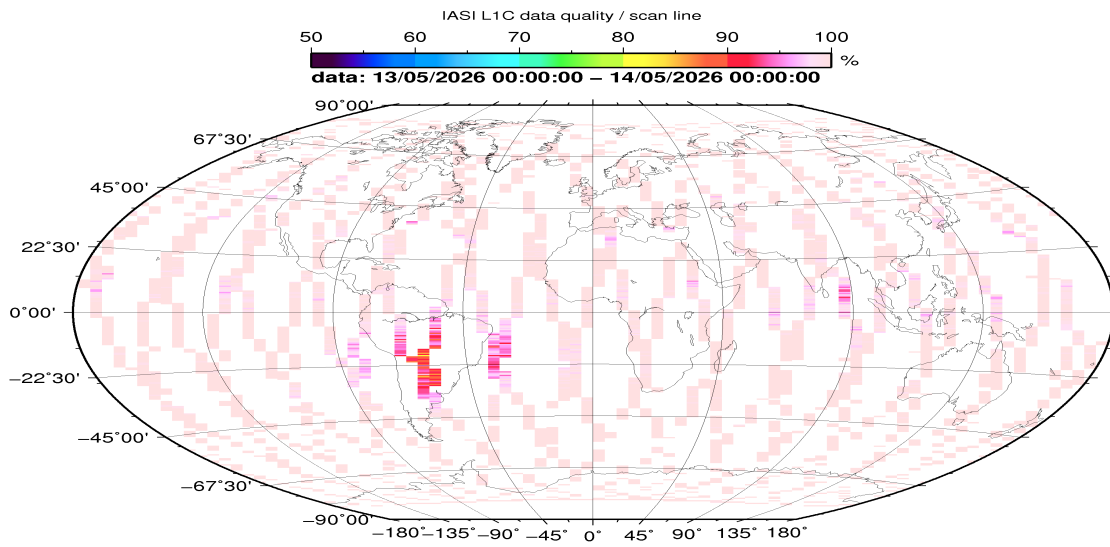 IASI L1C data quality / scan line
50 60 70 80 90 100
%
data: 13/05/2026 00:00:00 − 14/05/2026 00:00:00
90°00'
67°30'
45°00'
22°30'
0°00'
−22°30'
−45°00'
−67°30'
−90°00'
−180° −135° −90° −45° 0° 45° 90° 135° 180°